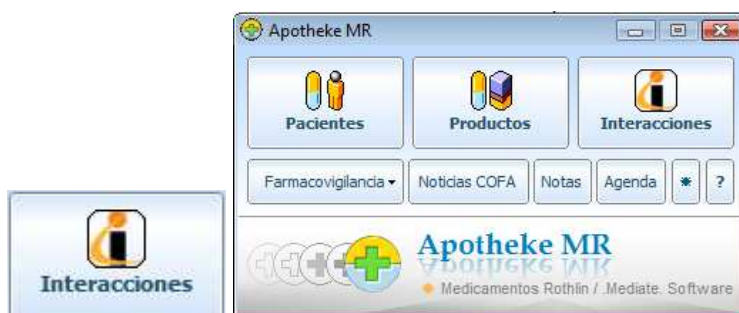 Apotheke MR
Pacientes
Productos
Interacciones
Farmacovigilancia
Noticias COFA
Notas
Agenda
* ?
Apotheke MR
Medicamentos Rothlin / .Mediate. Software
Interacciones